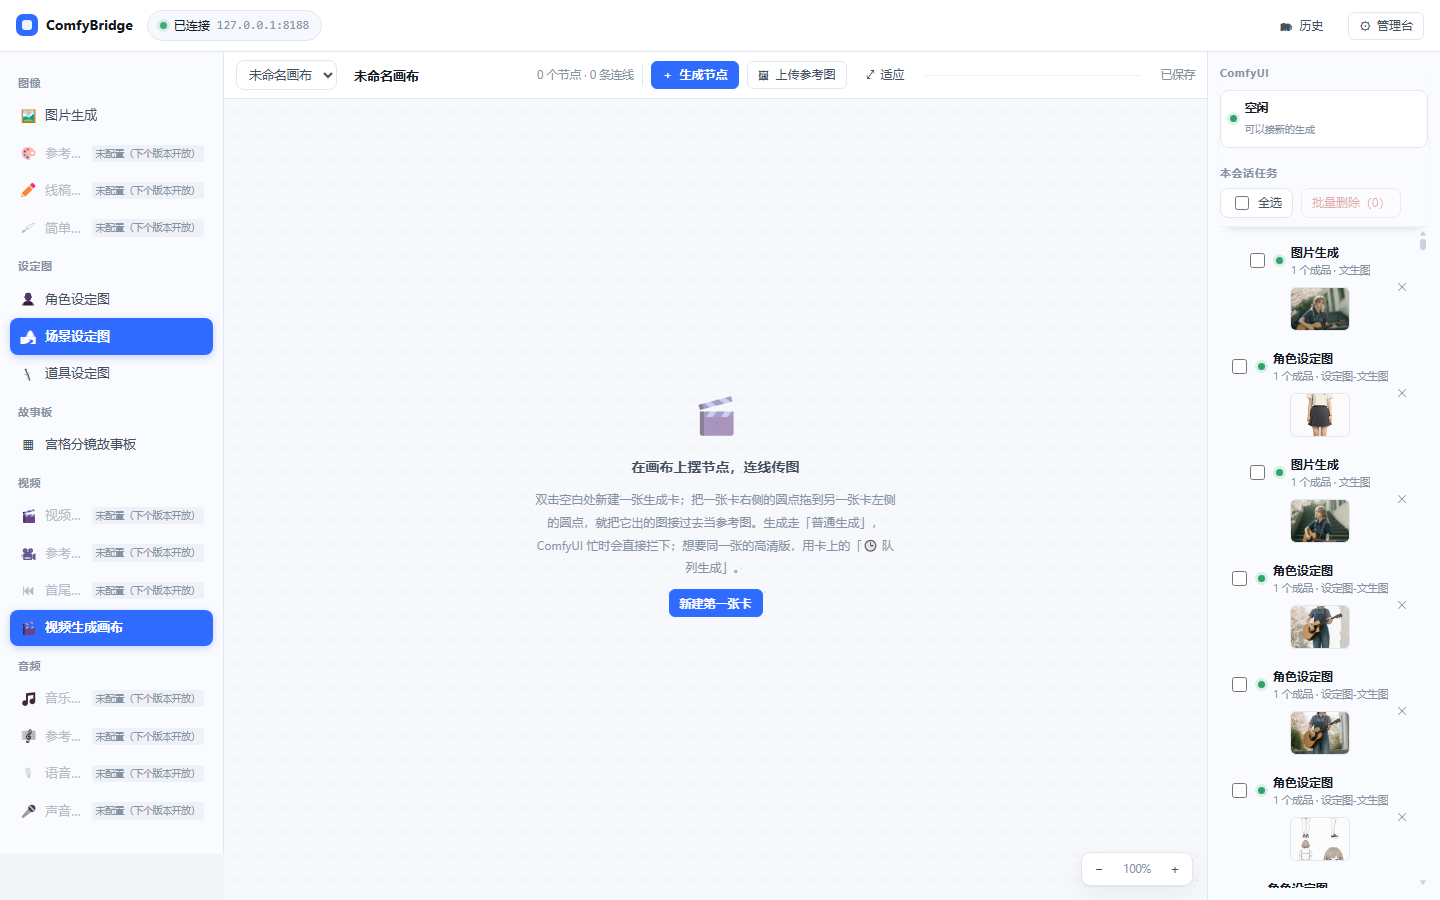 ComfyBridge
已连接 127.0.0.1:8188
历史
管理台
图像
图片生成
参考... 未配置（下个版本开放）
线稿... 未配置（下个版本开放）
简单... 未配置（下个版本开放）
设定图
角色设定图
场景设定图
道具设定图
故事板
宫格分镜故事板
视频
视频... 未配置（下个版本开放）
参考... 未配置（下个版本开放）
首尾... 未配置（下个版本开放）
视频生成画布
音频
音乐... 未配置（下个版本开放）
参考... 未配置（下个版本开放）
语音... 未配置（下个版本开放）
声音... 未配置（下个版本开放）
未命名画布
未命名画布
0 个节点 · 0 条连线
+ 生成节点
上传参考图
适应
已保存
在画布上摆节点，连线传图
双击空白处新建一张生成卡；把一张卡右侧的圆点拖到另一张卡左侧
的圆点，就把它出的图接过去当参考图。生成走「普通生成」，
ComfyUI 忙时会直接拦下；想要同一张的高清版，用卡上的「🕒 队
列生成」。
新建第一张卡
− 100% +
ComfyUI
空闲
可以接新的生成
本会话任务
全选
批量删除（0）
图片生成
1 个成品 · 文生图
角色设定图
1 个成品 · 设定图-文生图
图片生成
1 个成品 · 文生图
角色设定图
1 个成品 · 设定图-文生图
角色设定图
1 个成品 · 设定图-文生图
角色设定图
1 个成品 · 设定图-文生图
角色设定图